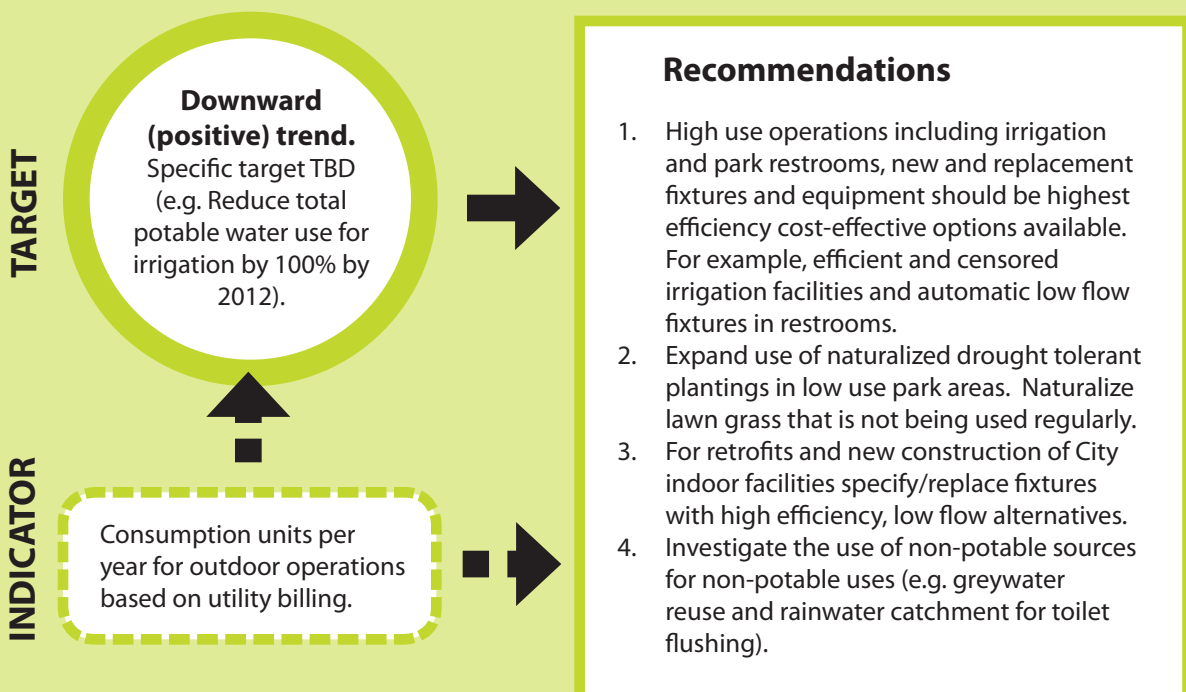 TARGET
Downward
(positive) trend.
Specific target TBD
(e.g. Reduce total
potable water use for
irrigation by 100% by
2012).
INDICATOR
Consumption units per
year for outdoor operations
based on utility billing.
Recommendations
1. High use operations including irrigation
and park restrooms, new and replacement
fixtures and equipment should be highest
efficiency cost-effective options available.
For example, efficient and censored
irrigation facilities and automatic low flow
fixtures in restrooms.
2. Expand use of naturalized drought tolerant
plantings in low use park areas. Naturalize
lawn grass that is not being used regularly.
3. For retrofits and new construction of City
indoor facilities specify/replace fixtures
with high efficiency, low flow alternatives.
4. Investigate the use of non-potable sources
for non-potable uses (e.g. greywater
reuse and rainwater catchment for toilet
flushing).